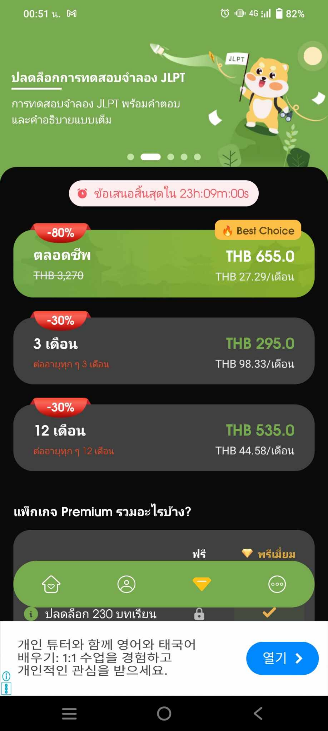 00:51 น.
4G 82%
ปลดล็อกการทดสอบจำลอง JLPT
การทดสอบจำลอง JLPT พร้อมคำตอบ
และคำอธิบายแบบเต็ม
JLPT
ข้อเสนอสิ้นสุดใน 23h:09m:00s
-80%
Best Choice
ตลอดชีพ
THB 655.0
THB 3,270
THB 27.29/เดือน
-30%
3 เดือน
THB 295.0
ต่ออายุทุก ๆ 3 เดือน
THB 98.33/เดือน
-30%
12 เดือน
THB 535.0
ต่ออายุทุก ๆ 12 เดือน
THB 44.58/เดือน
แพ็กเกจ Premium รวมอะไรบ้าง?
ฟรี
พรีเมี่ยม
ปลดล็อก 230 บทเรียน
개인 튜터와 함께 영어와 태국어
배우기: 1:1 수업을 경험하고
개인적인 관심을 받으세요.
열기